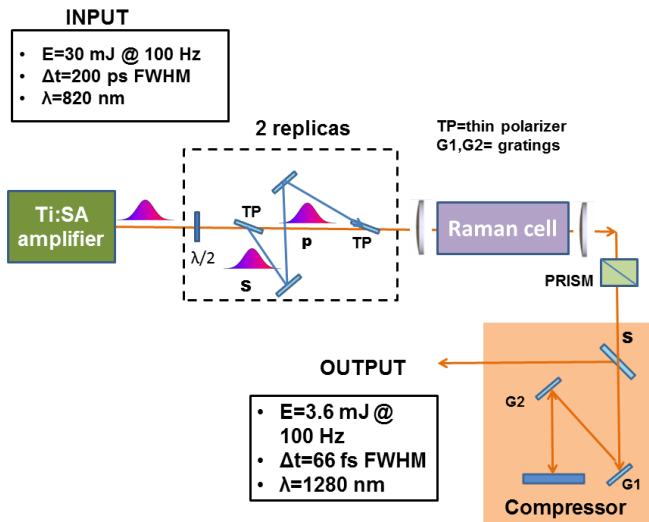 INPUT
• E=30 mJ @ 100 Hz
• Δt=200 ps FWHM
• λ=820 nm
2 replicas
TP=thin polarizer
G1,G2= gratings
Ti:SA
amplifier
λ/2
TP
s
p
TP
Raman cell
PRISM
s
OUTPUT
• E=3.6 mJ @
100 Hz
• Δt=66 fs FWHM
• λ=1280 nm
G2
G1
Compressor